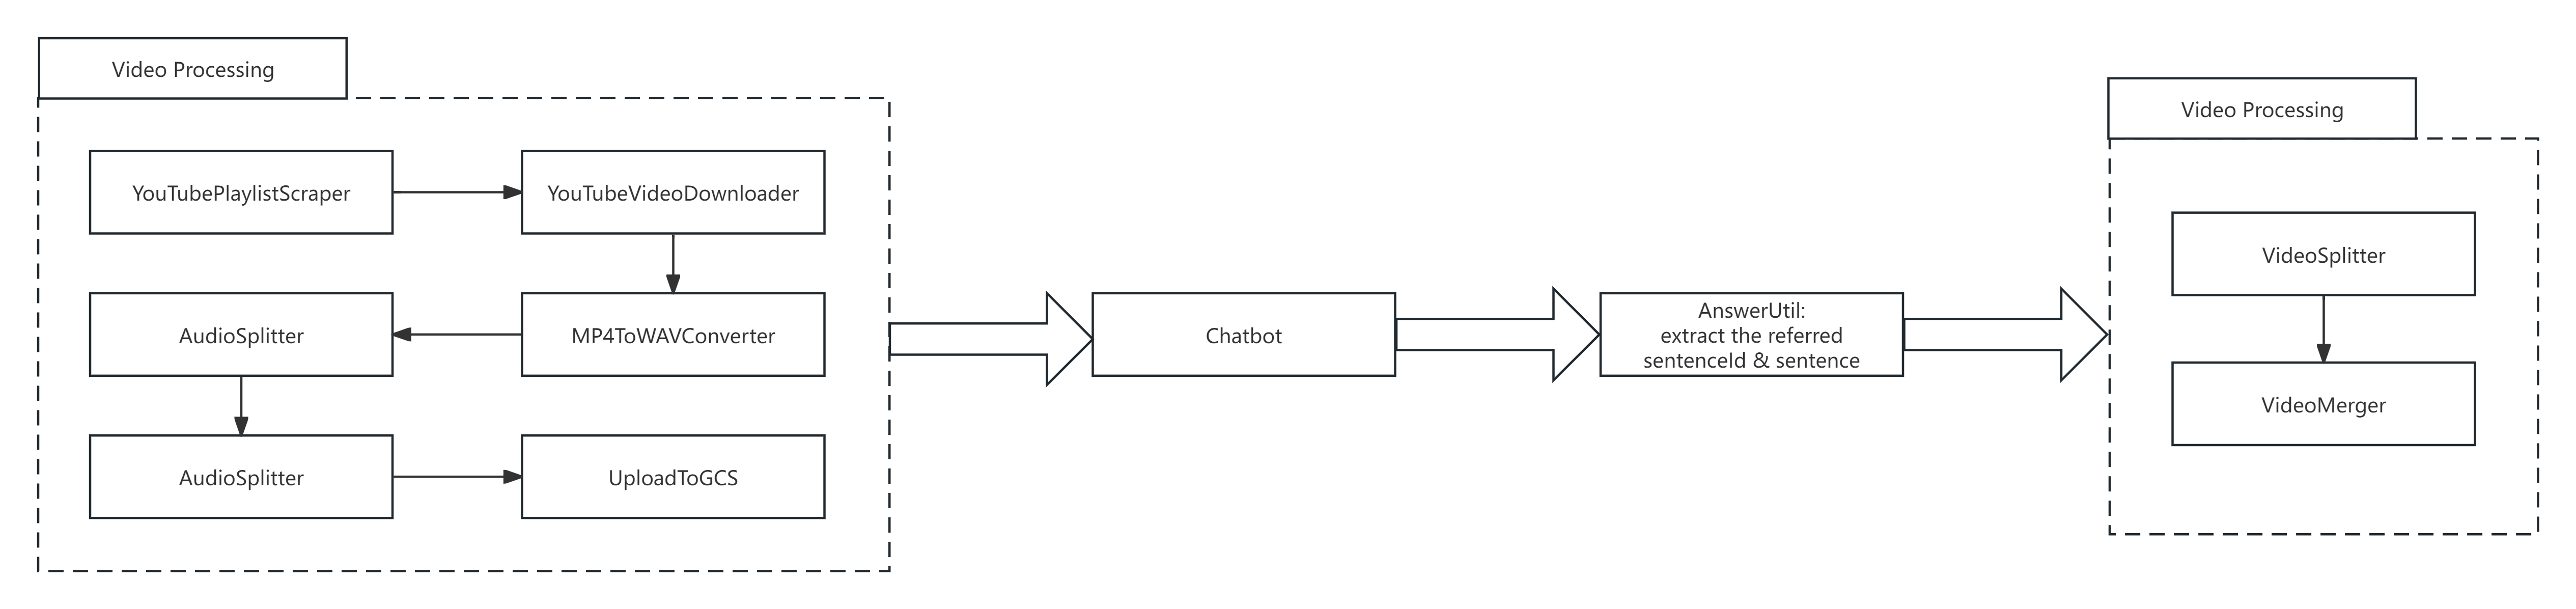 Video Processing
YouTubePlaylistScraper
YouTubeVideoDownloader
AudioSplitter
MP4ToWAVConverter
AudioSplitter
UploadToGCS
Chatbot
AnswerUtil:
extract the referred
sentenceId & sentence
Video Processing
VideoSplitter
VideoMerger